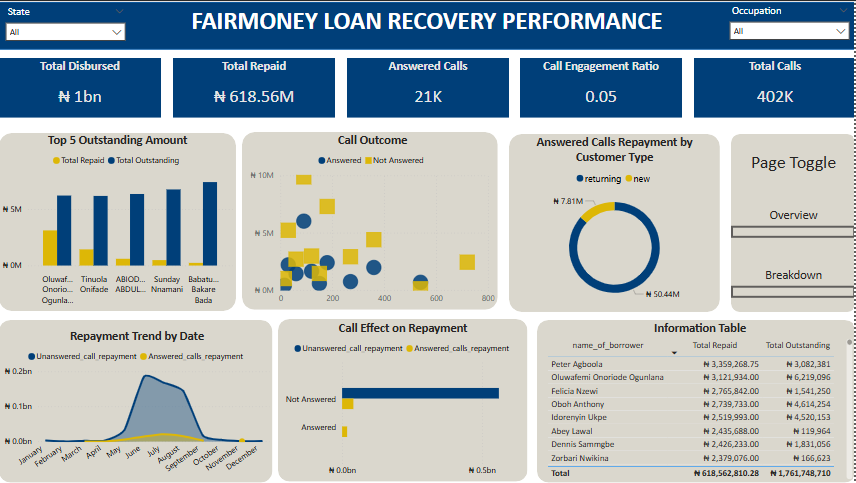 State
All
FAIRMONEY LOAN RECOVERY PERFORMANCE
Occupation
All
Total Disbursed
₦ 1bn
Total Repaid
₦ 618.56M
Answered Calls
21K
Call Engagement Ratio
0.05
Total Calls
402K
Top 5 Outstanding Amount
Total Repaid Total Outstanding
₦ 5M
₦ 0M
Oluwaf... Onorio... Ogunla...
Tinuola Onifade
ABIOD... ABDUL...
Sunday Nnamani
Babatu... Bakare Bada
Call Outcome
Answered Not Answered
₦ 10M
₦ 5M
₦ 0M
0 200 400 600 800
Answered Calls Repayment by
Customer Type
returning new
₦ 7.81M
₦ 50.44M
Page Toggle
Overview
Breakdown
Repayment Trend by Date
Unanswered_call_repayment Answered_calls_repayment
₦ 0.2bn
₦ 0.1bn
₦ 0.0bn
January February March April May June July August September October November December
Call Effect on Repayment
Unanswered_call_repayment Answered_calls_repayment
Not Answered
Answered
₦ 0.0bn ₦ 0.5bn
Information Table
name_of_borrower Total Repaid Total Outstanding
Peter Agboola ₦ 3,359,268.75 ₦ 3,082,381
Oluwafemi Onoriode Ogunlana ₦ 3,121,934.00 ₦ 6,219,096
Felicia Nzewi ₦ 2,765,842.00 ₦ 1,541,250
Oboh Anthony ₦ 2,739,733.00 ₦ 4,614,254
Idorenyin Ukpe ₦ 2,519,993.00 ₦ 4,520,153
Abey Lawal ₦ 2,435,688.00 ₦ 119,964
Dennis Sammgbe ₦ 2,426,233.00 ₦ 1,831,056
Zorbari Nwikina ₦ 2,379,076.00 ₦ 166,623
Total ₦ 618,562,810.28 ₦ 1,761,748,710